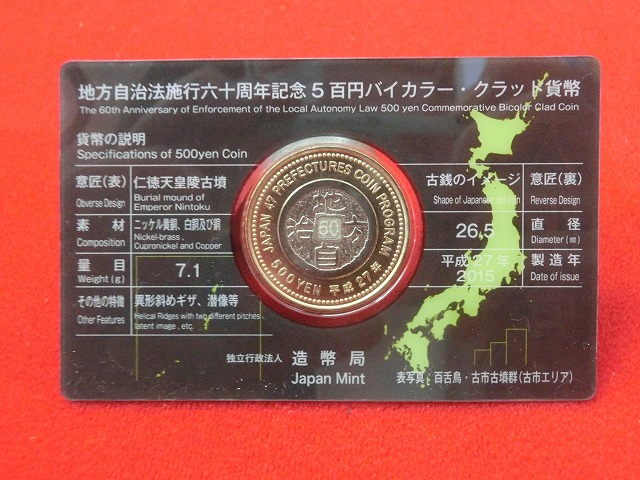 地方自治法施行六十周年記念5百円バイカラー・クラッド貨幣
The 60th Anniversary of Enforcement of the Local Autonomy Law 500 yen Commemorative Bicolor Clad Coin
貨幣の説明
Specifications of 500yen Coin
意匠(表) 仁徳天皇陵古墳
Obverse Design Burial mound of Emperor Nintoku
素材 ニッケル黄銅、白銅及び銅
Composition Nickel-brass, Cupronickel and Copper
量目 7.1
Weight(g)
その他の特徴 異形斜めギザ、潜像等
Other Features Helical Ridges with two different pitches, latent image, etc.
JAPAN 47 PREFECTURES COIN PROGRAM
地方自治
60
500 YEN 平成27年
古銭のイメージ 意匠(裏)
Shape of Japanese old coin Reverse Design
26.5 直径
Diameter(㎜)
平成27年 製造年
2015 Date of issue
独立行政法人 造幣局
Japan Mint
表写真:百舌鳥・古市古墳群(古市エリア)